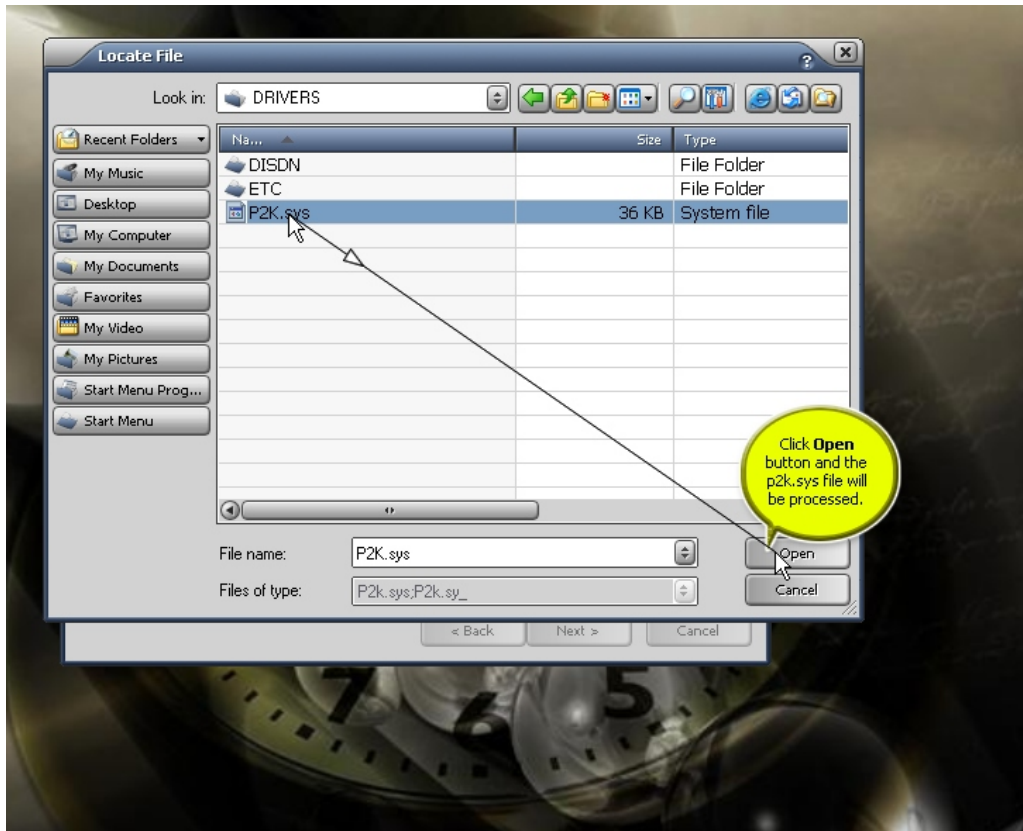 Locate File
?
Look in: DRIVERS
Recent Folders
My Music
Desktop
My Computer
My Documents
Favorites
My Video
My Pictures
Start Menu Prog...
Start Menu
Na... Size Type
DISDN File Folder
ETC File Folder
P2K.sys 36 KB System file
Click Open
button and the
p2k.sys file will
be processed.
File name: P2K.sys Open
Files of type: P2k.sys;P2k.sy_ Cancel
< Back Next > Cancel
7 6 5